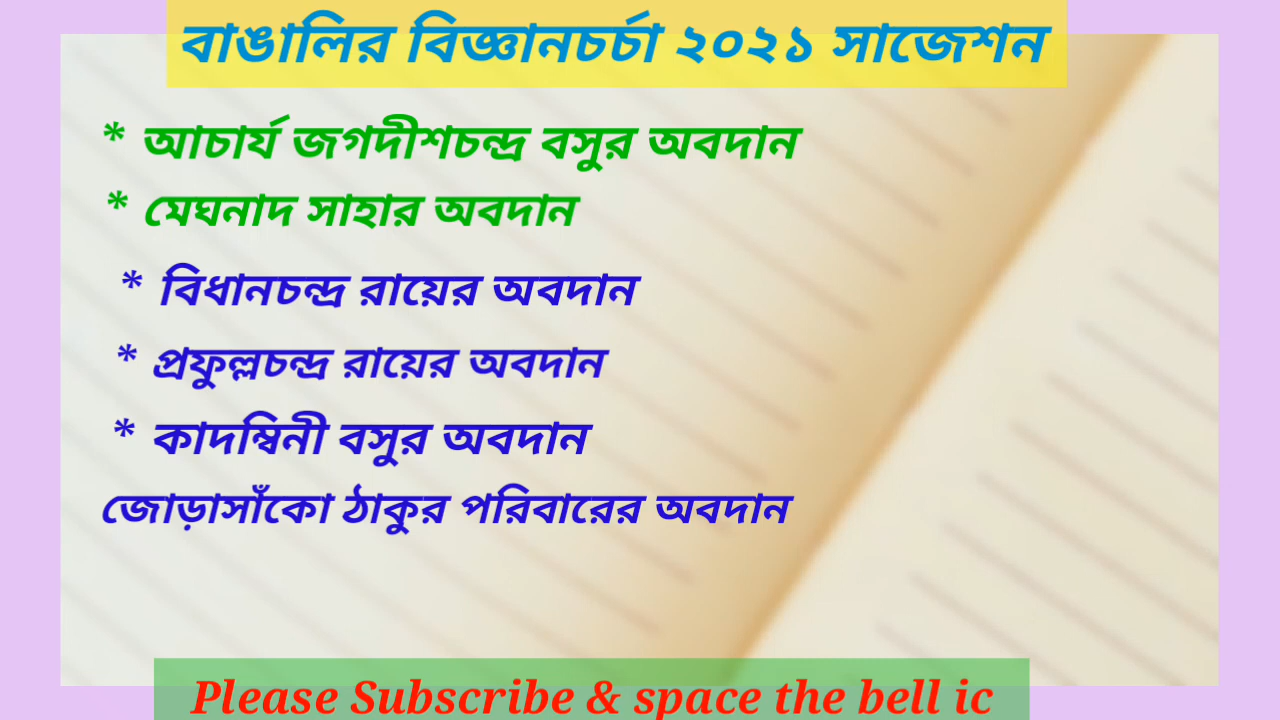 বাঙালির বিজ্ঞানচর্চা ২০২১ সাজেশন
* আচার্য জগদীশচন্দ্র বসুর অবদান
* মেঘনাদ সাহার অবদান
* বিধানচন্দ্র রায়ের অবদান
* প্রফুল্লচন্দ্র রায়ের অবদান
* কাদম্বিনী বসুর অবদান
জোড়াসাঁকো ঠাকুর পরিবারের অবদান
Please Subscribe & space the bell ic